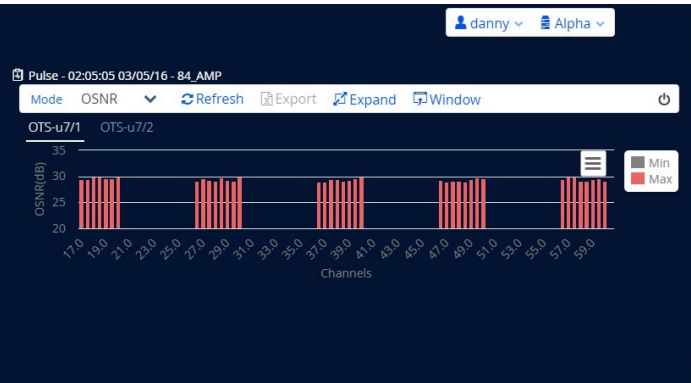 danny Alpha
Pulse - 02:05:05 03/05/16 - 84_AMP
Mode OSNR Refresh Export Expand Window
OTS-u7/1 OTS-u7/2
35
30
25
20
OSNR(dB)
17.0 19.0 21.0 23.0 25.0 27.0 29.0 31.0 33.0 35.0 37.0 39.0 41.0 43.0 45.0 47.0 49.0 51.0 53.0 55.0 57.0 59.0
Channels
Min
Max